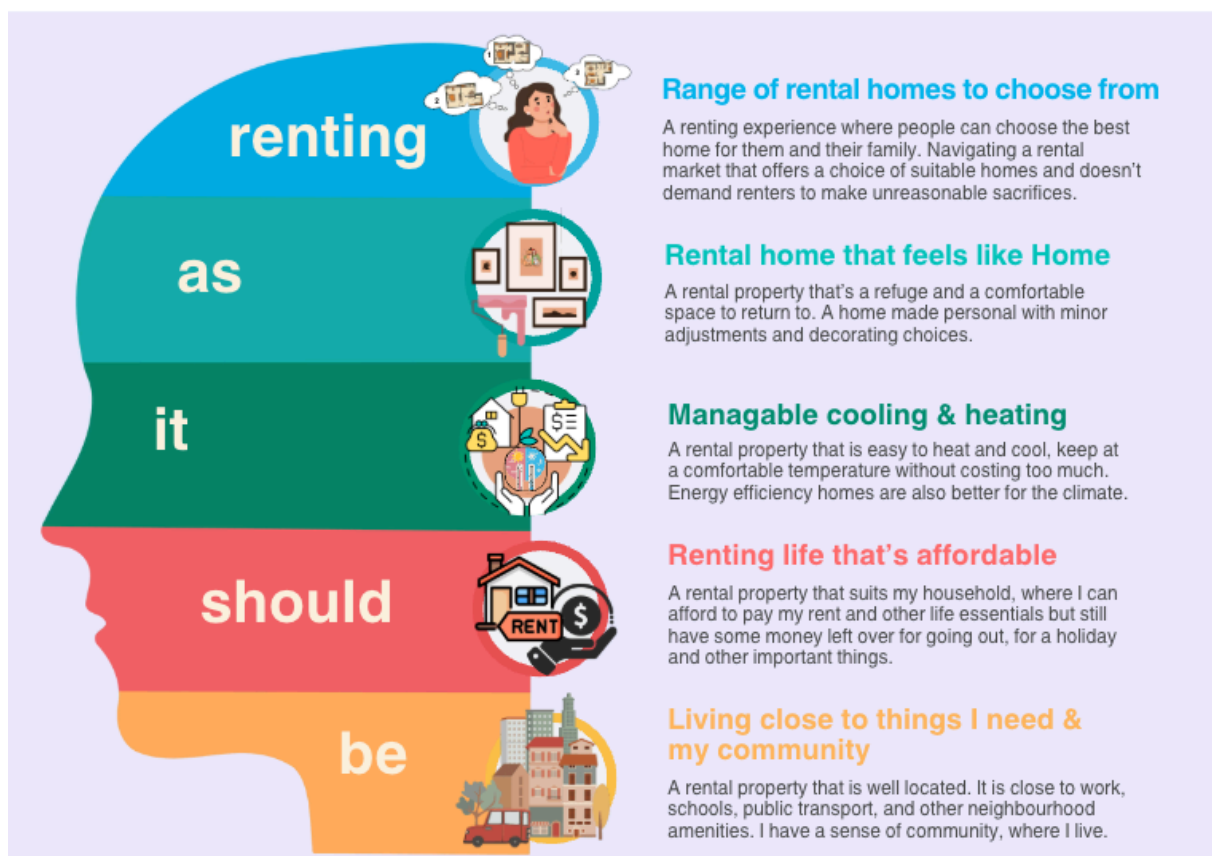 renting
as
it
should
be
1
2
3
$
$
RENT
$
Range of rental homes to choose from
A renting experience where people can choose the best
home for them and their family. Navigating a rental
market that offers a choice of suitable homes and doesn't
demand renters to make unreasonable sacrifices.
Rental home that feels like Home
A rental property that's a refuge and a comfortable
space to return to. A home made personal with minor
adjustments and decorating choices.
Managable cooling & heating
A rental property that is easy to heat and cool, keep at
a comfortable temperature without costing too much.
Energy efficiency homes are also better for the climate.
Renting life that's affordable
A rental property that suits my household, where I can
afford to pay my rent and other life essentials but still
have some money left over for going out, for a holiday
and other important things.
Living close to things I need &
my community
A rental property that is well located. It is close to work,
schools, public transport, and other neighbourhood
amenities. I have a sense of community, where I live.